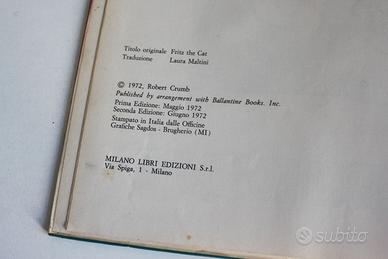 Titolo originale Fritz the Cat
Traduzione Laura Maltini
© 1972, Robert Crumb
Published by arrangement with Ballantine Books. Inc.
Prima Edizione: Maggio 1972
Seconda Edizione: Giugno 1972
Stampato in Italia dalle Officine
Grafiche Sagdos - Brugherio (MI)
MILANO LIBRI EDIZIONI S.r.l.
Via Spiga, 1 - Milano
subito